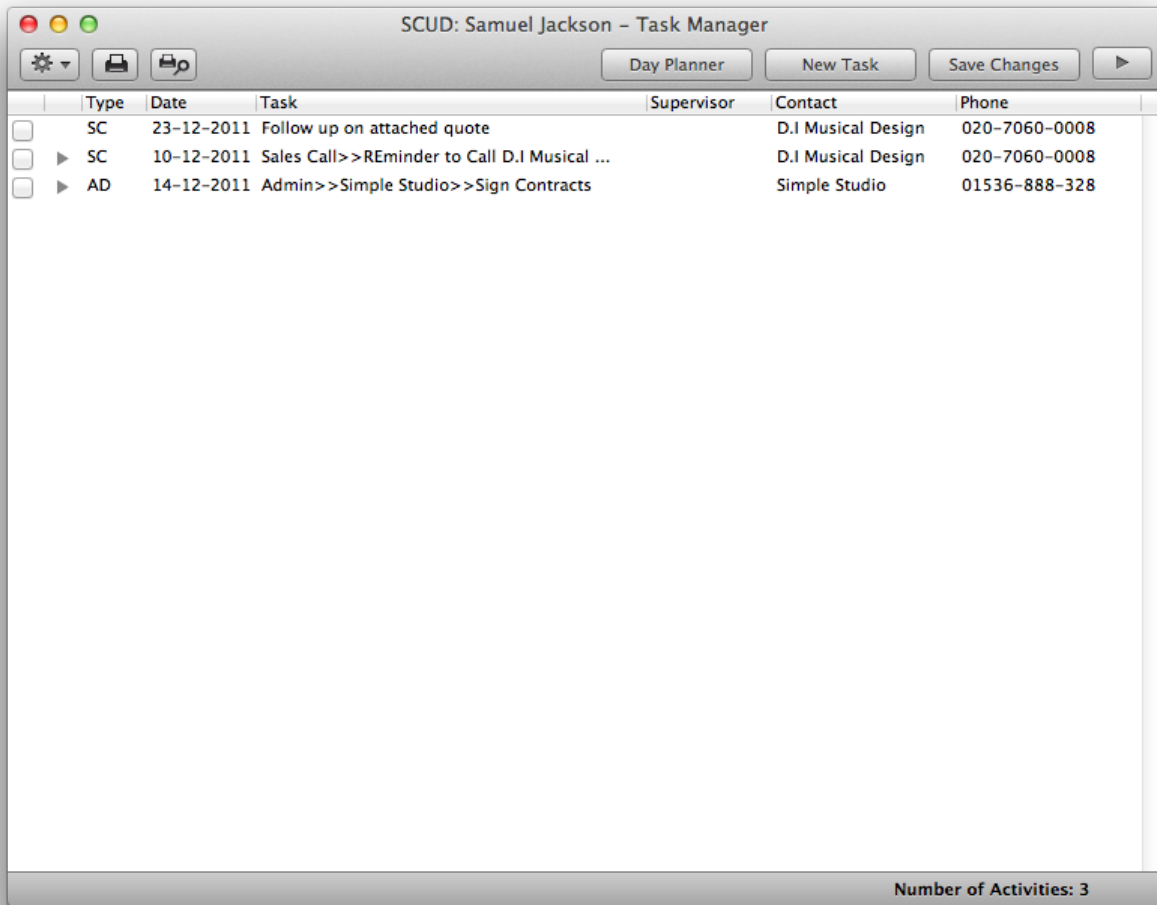 SCUD: Samuel Jackson – Task Manager
Day Planner New Task Save Changes
Type Date Task Supervisor Contact Phone
SC 23-12-2011 Follow up on attached quote D.I Musical Design 020-7060-0008
SC 10-12-2011 Sales Call>>REminder to Call D.I Musical ... D.I Musical Design 020-7060-0008
AD 14-12-2011 Admin>>Simple Studio>>Sign Contracts Simple Studio 01536-888-328
Number of Activities: 3